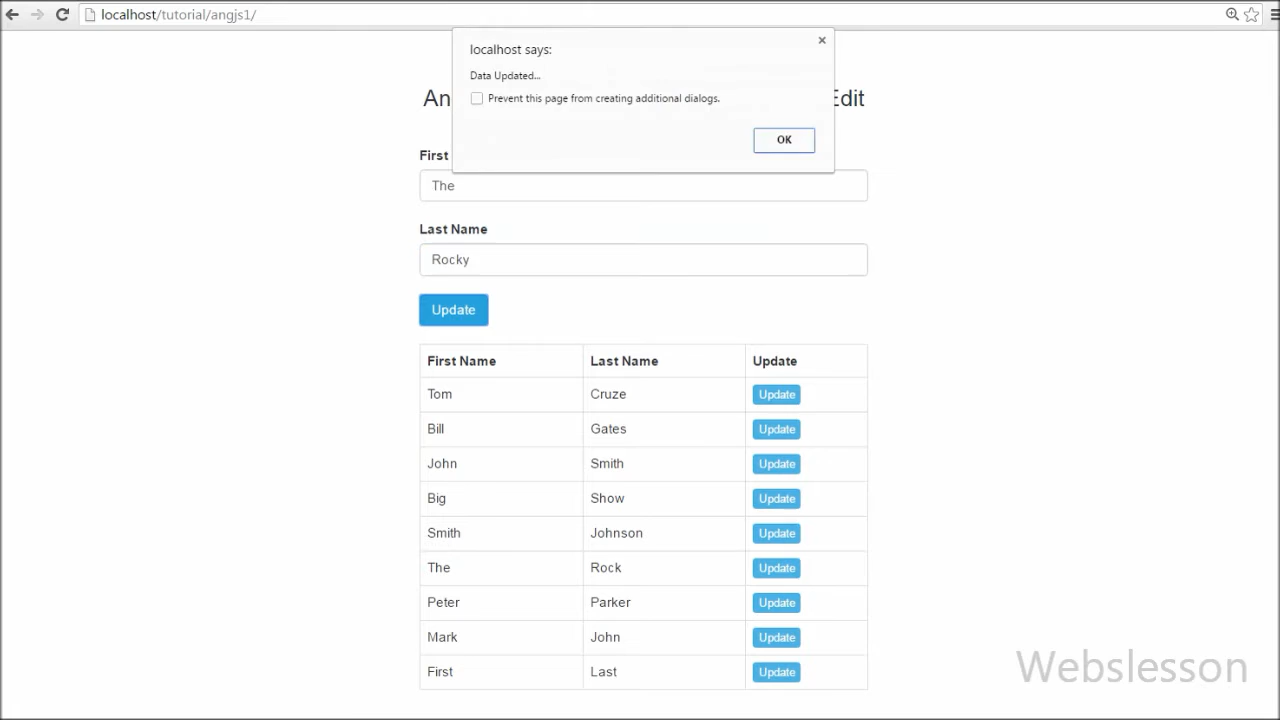 localhost/tutorial/angjs1/
localhost says:
Data Updated...
Prevent this page from creating additional dialogs.
OK
First
The
Last Name
Rocky
Update
First Name Last Name Update
Tom Cruze Update
Bill Gates Update
John Smith Update
Big Show Update
Smith Johnson Update
The Rock Update
Peter Parker Update
Mark John Update
First Last Update
Webslesson